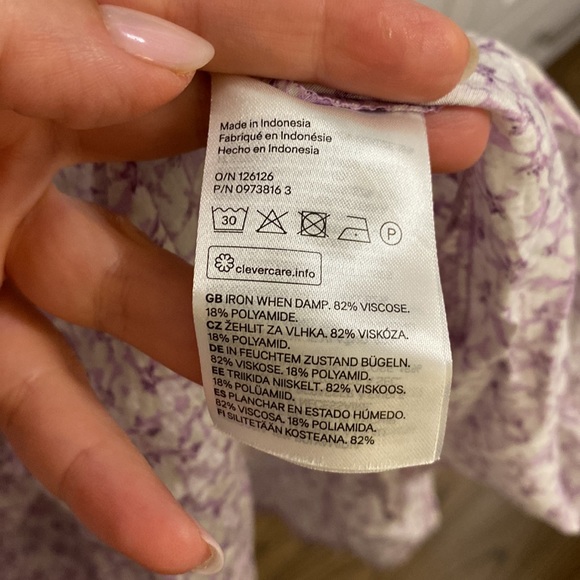 Made in Indonesia
Fabriqué en Indonésie
Hecho en Indonesia
O/N 126126
P/N 0973816 3
30
P
clevercare.info
GB IRON WHEN DAMP. 82% VISCOSE.
18% POLYAMIDE.
CZ ŽEHLIT ZA VLHKA. 82% VISKÓZA.
18% POLYAMID.
DE IN FEUCHTEM ZUSTAND BÜGELN.
82% VISKOSE. 18% POLYAMID.
EE TRIIKIDA NIISKELT. 82% VISKOOS.
18% POLÜAMIID.
ES PLANCHAR EN ESTADO HÚMEDO.
82% VISCOSA. 18% POLIAMIDA.
FI SILITETÄÄN KOSTEANA. 82%